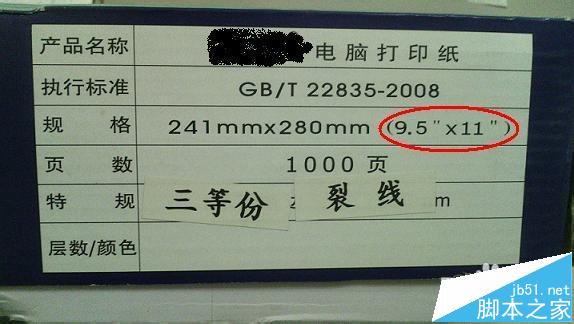 产品名称 电脑打印纸
执行标准 GB/T 22835-2008
规 格 241mmx280mm (9.5"x11")
页 数 1000 页
特 规 三等份 裂线 m
层数/颜色
jb51.net
脚本之家